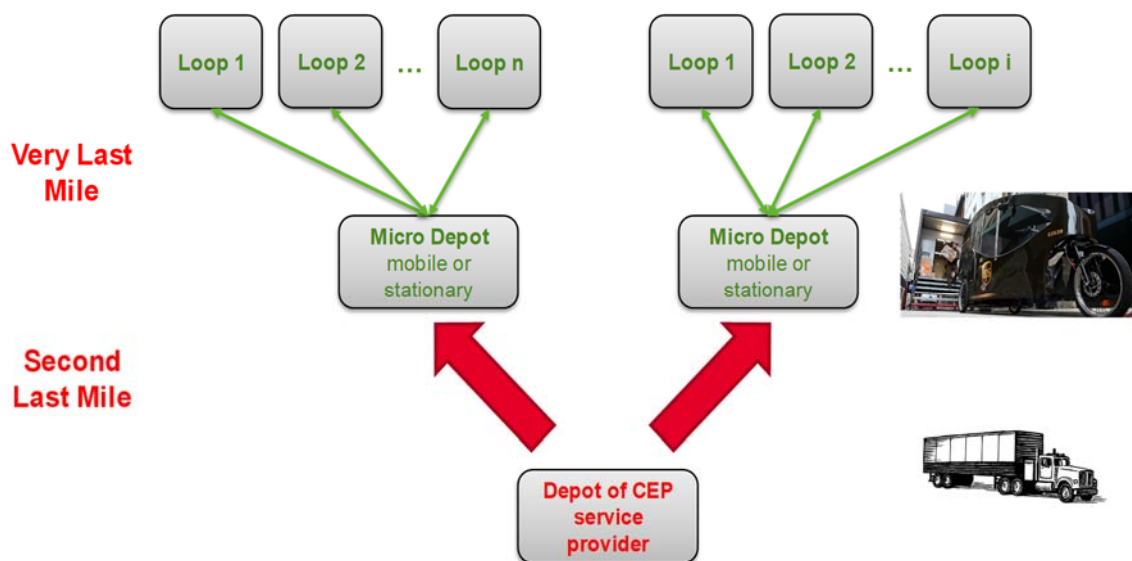 Loop 1
Loop 2
...
Loop n
Loop 1
Loop 2
...
Loop i
Very Last
Mile
Micro Depot
mobile or
stationary
Micro Depot
mobile or
stationary
Second
Last Mile
Depot of CEP
service
provider